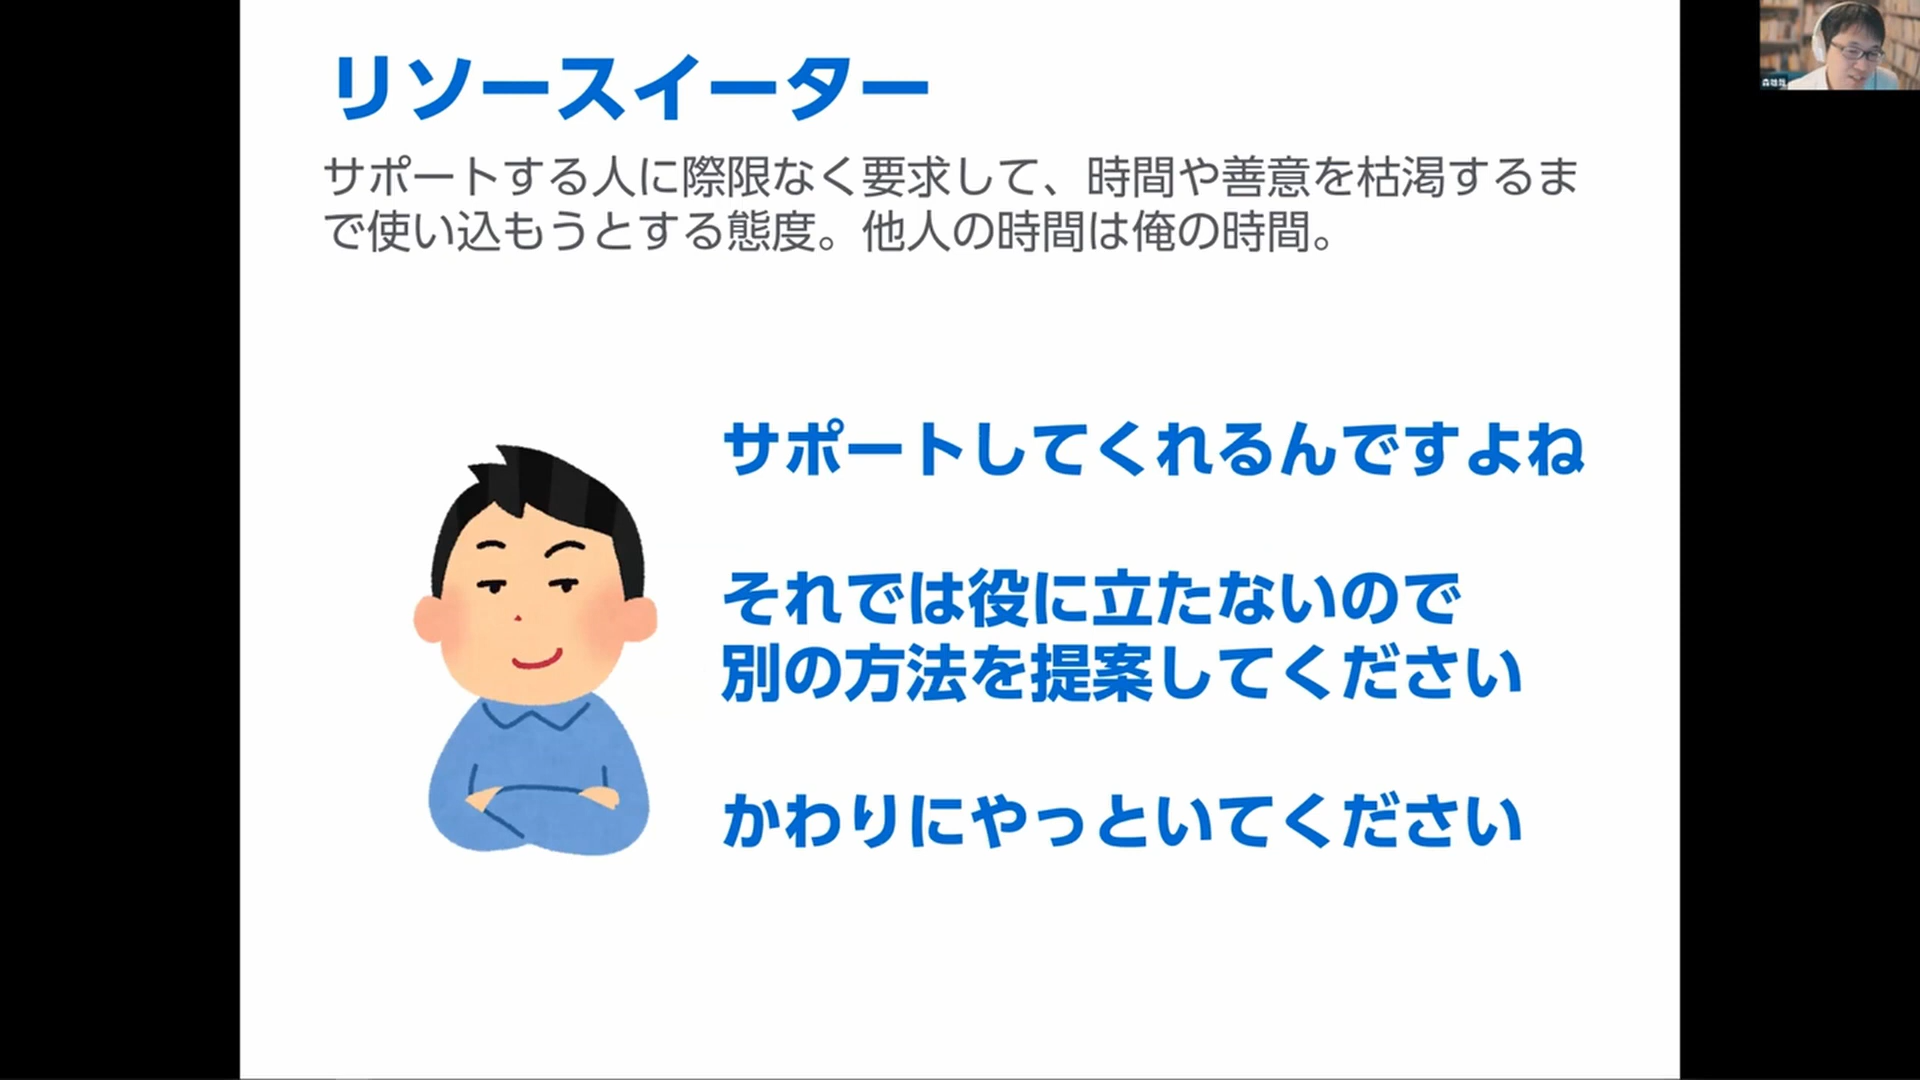 リソースイーター
サポートする人に際限なく要求して、時間や善意を枯渇するま
で使い込もうとする態度。他人の時間は俺の時間。
サポートしてくれるんですよね
それでは役に立たないので
別の方法を提案してください
かわりにやっといてください